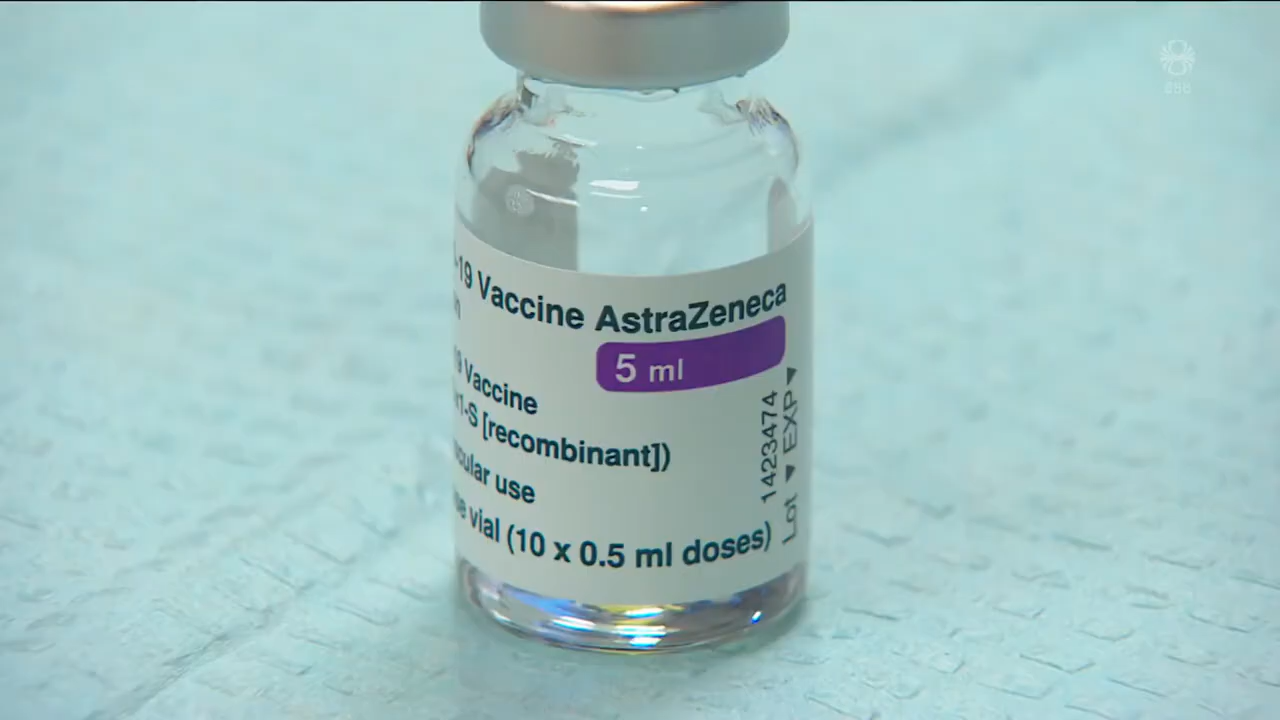 -19 Vaccine AstraZeneca
5 ml
Vaccine
1-S [recombinant])
cular use
vial (10 x 0.5 ml doses)
1423474
Lot ▼ EXP▼